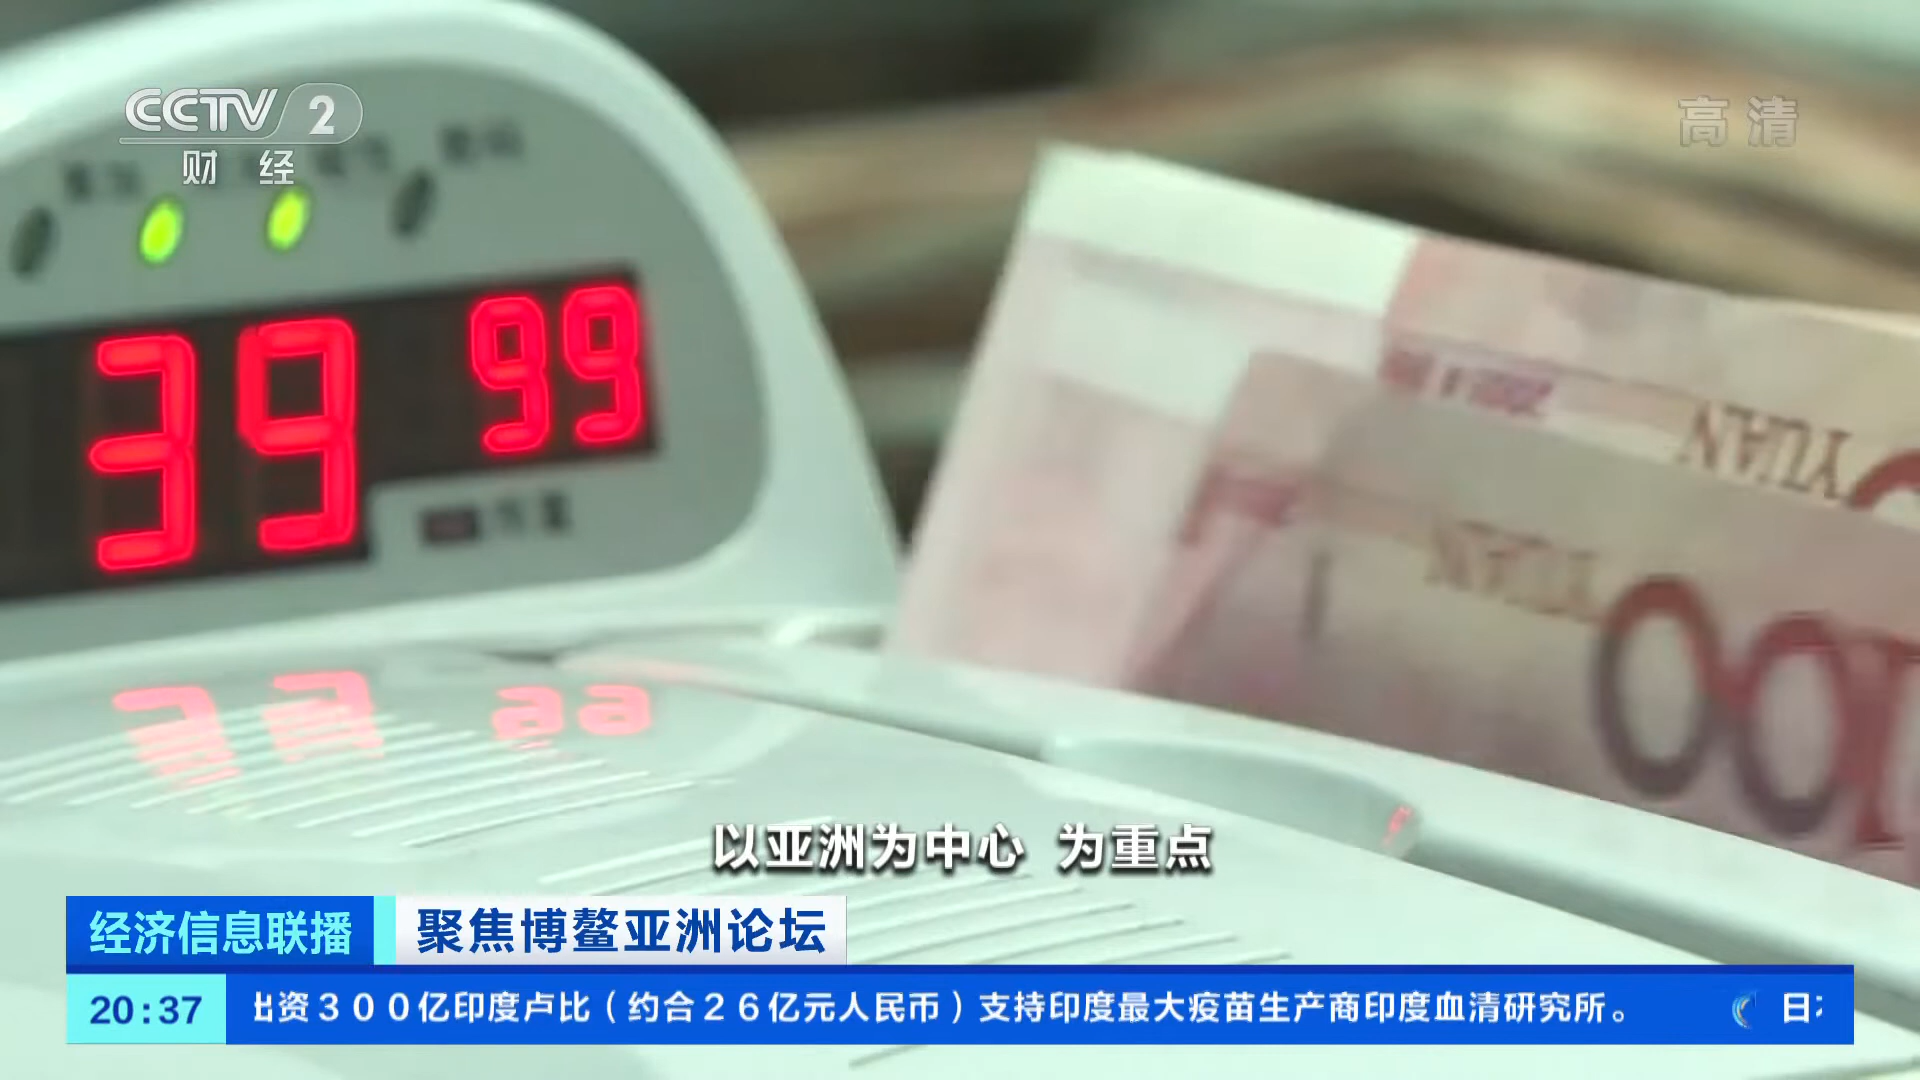 CCTV 2
财 经
高清
39 99
YUAN
YUAN
100
以亚洲为中心 为重点
经济信息联播
聚焦博鳌亚洲论坛
20:37
出资３００亿印度卢比（约合２６亿元人民币）支持印度最大疫苗生产商印度血清研究所。
日